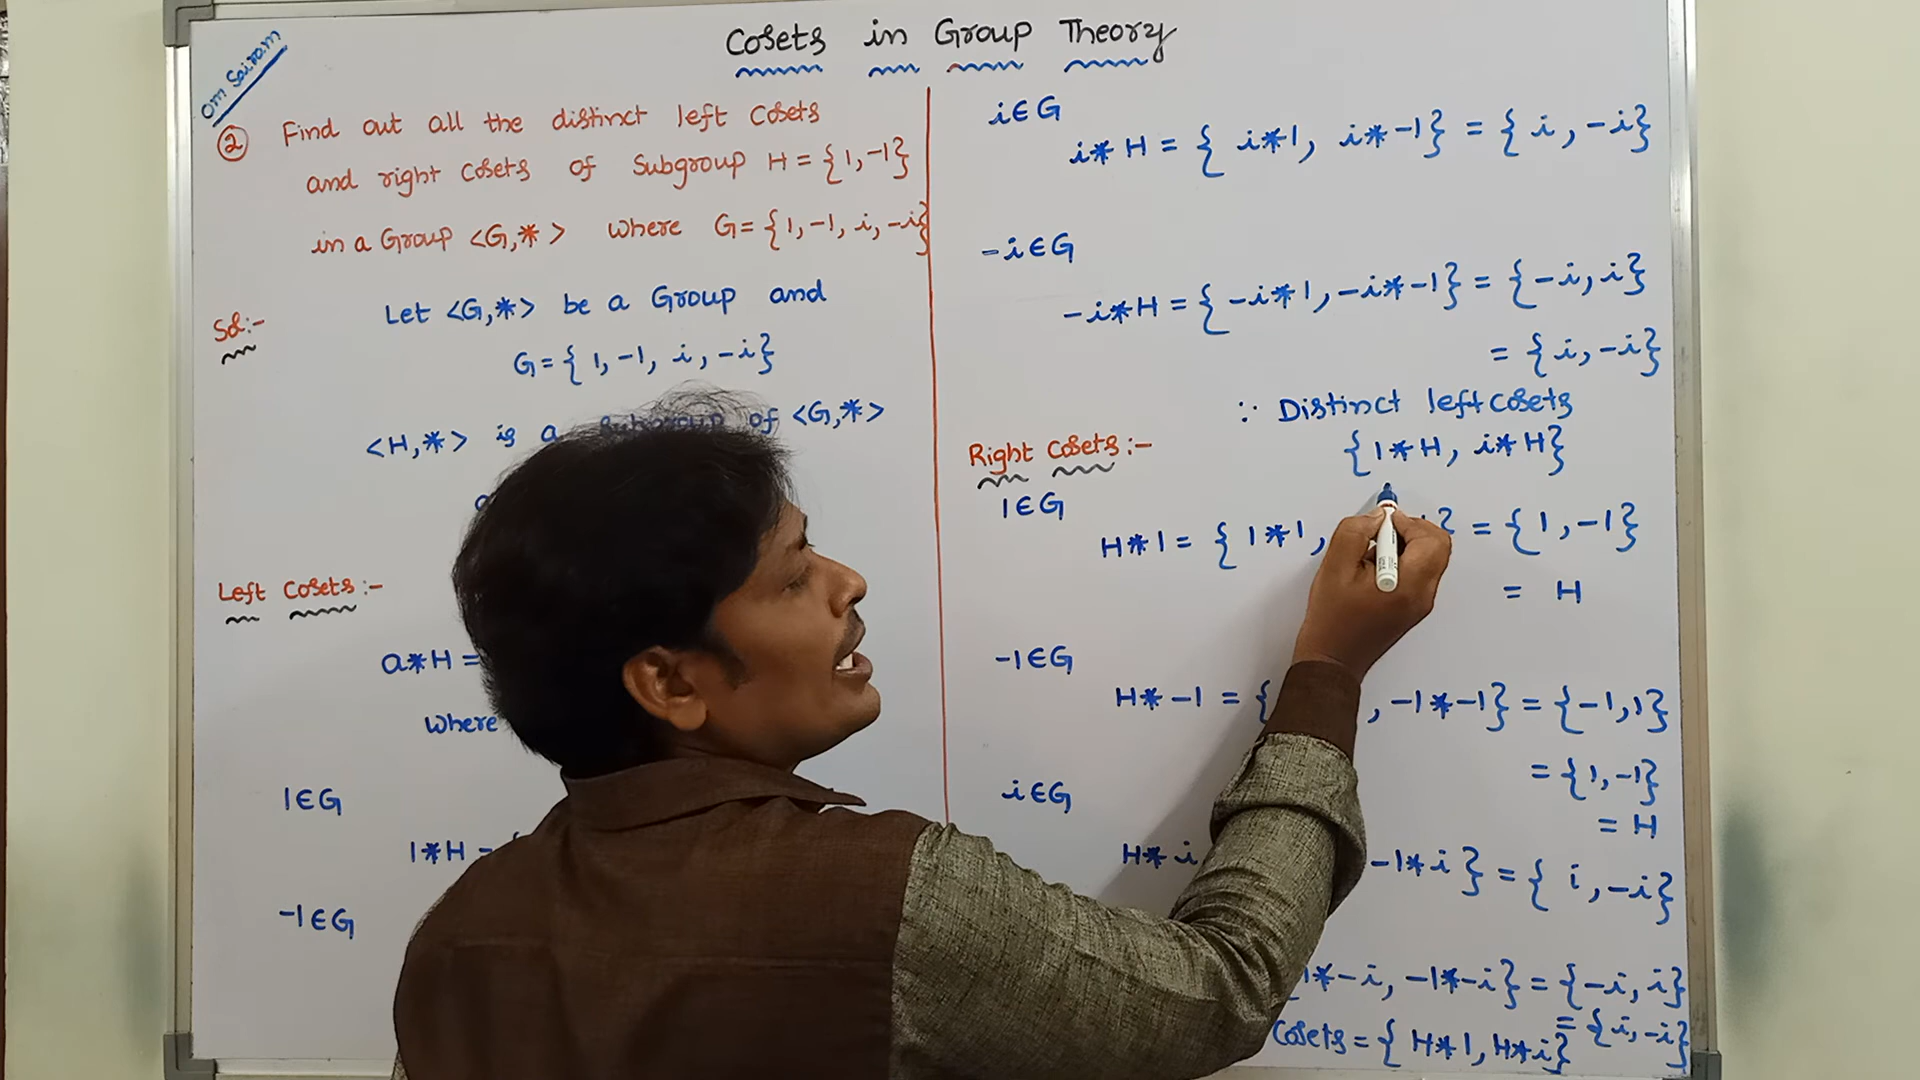 Cosets in Group Theory
Om Sairam
2 Find out all the distinct left Cosets
and right Cosets of Subgroup H = {1, -1}
in a Group <G,*> where G = {1, -1, i, -i}
Sol:-
Let <G,*> be a Group and
G = {1, -1, i, -i}
<H,*> is a Subgroup of <G,*>
Left Cosets:-
a*H =
where
1∈G
1*H =
-1∈G
i∈G
i*H = { i*1, i*-1} = { i, -i}
-i∈G
-i*H = { -i*1, -i*-1} = {-i, i}
= {i, -i}
∵ Distinct left cosets
{1*H, i*H}
Right Cosets:-
1∈G
H*1 = { 1*1, } = {1, -1}
= H
-1∈G
H*-1 = { , -1*-1} = {-1, 1}
= {1, -1}
= H
i∈G
H*i -1*i } = { i, -i}
1*-i, -1*-i} = {-i, i}
= {i, -i}
Cosets = { H*1, H*i}